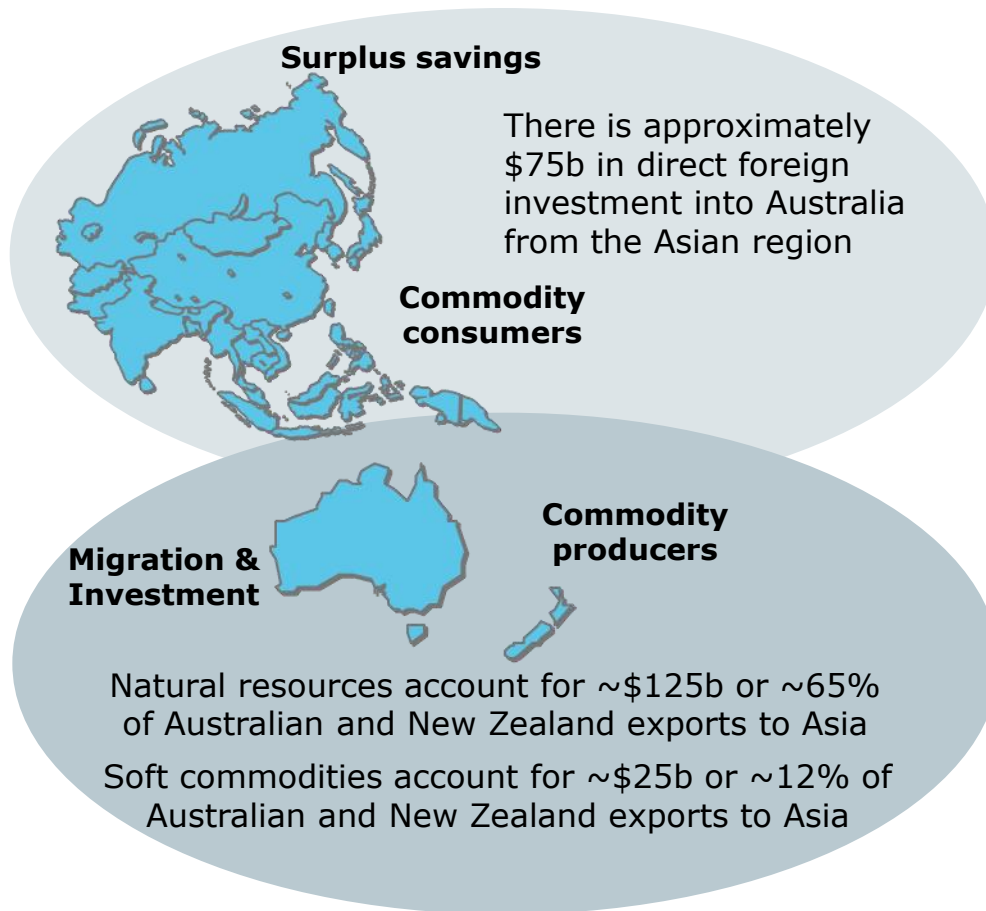 Surplus savings
There is approximately
$75b in direct foreign
investment into Australia
from the Asian region
Commodity
consumers
Commodity
producers
Migration &
Investment
Natural resources account for ~$125b or ~65%
of Australian and New Zealand exports to Asia
Soft commodities account for ~$25b or ~12% of
Australian and New Zealand exports to Asia